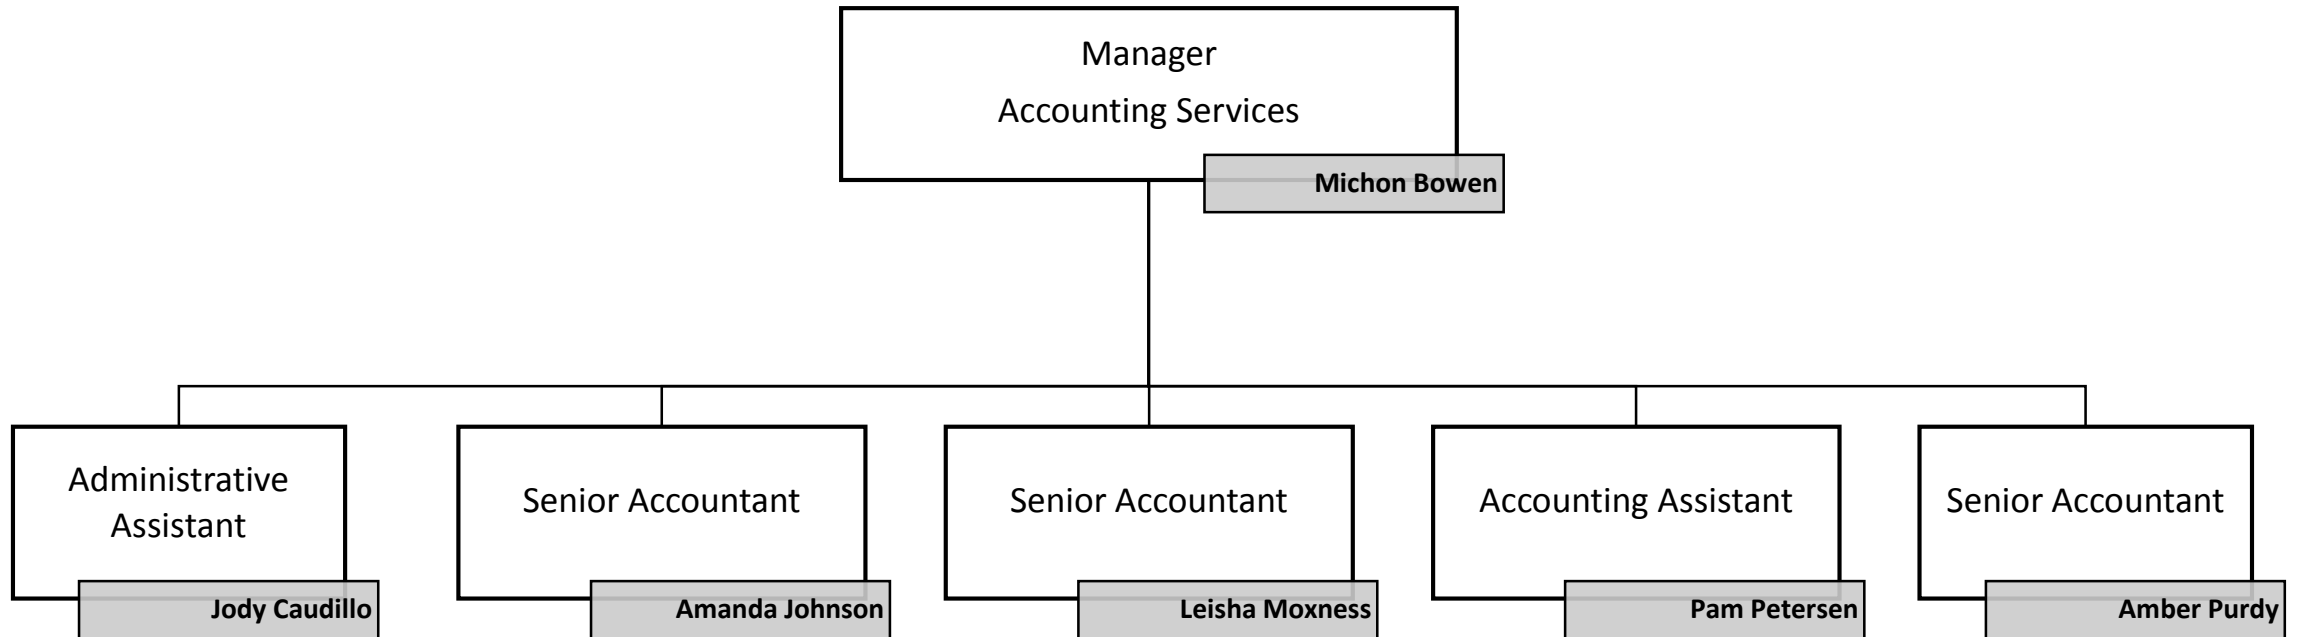 Manager
Accounting Services
Michon Bowen
Administrative
Assistant
Jody Caudillo
Senior Accountant
Amanda Johnson
Senior Accountant
Leisha Moxness
Accounting Assistant
Pam Petersen
Senior Accountant
Amber Purdy